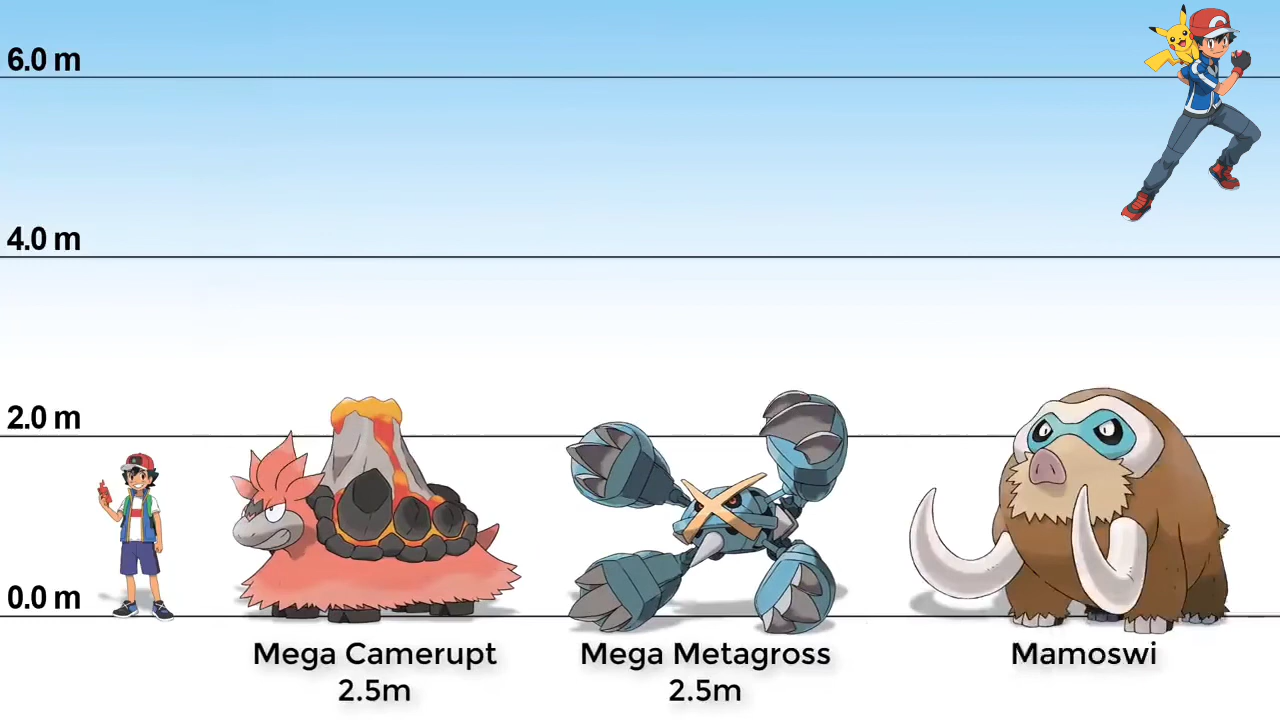 6.0 m
4.0 m
2.0 m
0.0 m
Mega Camerupt
2.5m
Mega Metagross
2.5m
Mamoswi